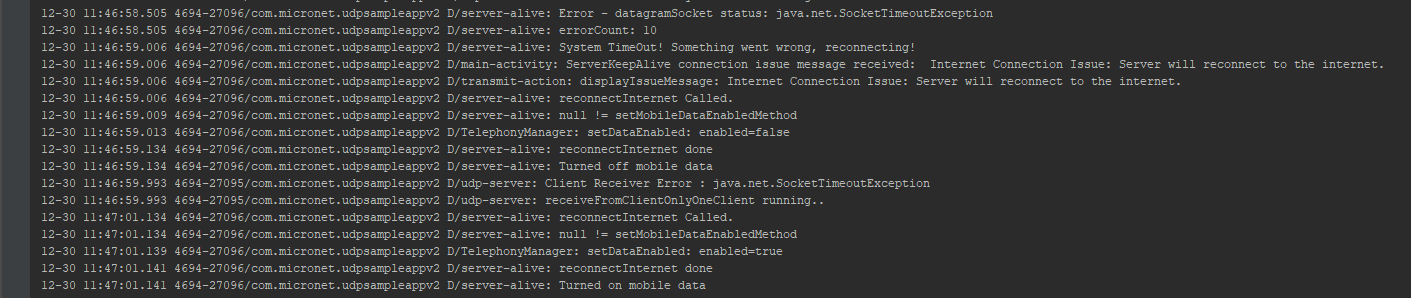 12-30 11:46:58.505 4694-27096/com.micronet.udpsampleappv2 D/server-alive: Error - datagramSocket status: java.net.SocketTimeoutException
12-30 11:46:58.505 4694-27096/com.micronet.udpsampleappv2 D/server-alive: errorCount: 10
12-30 11:46:59.006 4694-27096/com.micronet.udpsampleappv2 D/server-alive: System TimeOut! Something went wrong, reconnecting!
12-30 11:46:59.006 4694-27096/com.micronet.udpsampleappv2 D/main-activity: ServerKeepAlive connection issue message received:  Internet Connection Issue: Server will reconnect to the internet.
12-30 11:46:59.006 4694-27096/com.micronet.udpsampleappv2 D/transmit-action: displayIssueMessage: Internet Connection Issue: Server will reconnect to the internet.
12-30 11:46:59.006 4694-27096/com.micronet.udpsampleappv2 D/server-alive: reconnectInternet Called.
12-30 11:46:59.009 4694-27096/com.micronet.udpsampleappv2 D/server-alive: null != setMobileDataEnabledMethod
12-30 11:46:59.013 4694-27096/com.micronet.udpsampleappv2 D/TelephonyManager: setDataEnabled: enabled=false
12-30 11:46:59.134 4694-27096/com.micronet.udpsampleappv2 D/server-alive: reconnectInternet done
12-30 11:46:59.134 4694-27096/com.micronet.udpsampleappv2 D/server-alive: Turned off mobile data
12-30 11:46:59.993 4694-27095/com.micronet.udpsampleappv2 D/udp-server: Client Receiver Error : java.net.SocketTimeoutException
12-30 11:46:59.993 4694-27095/com.micronet.udpsampleappv2 D/udp-server: receiveFromClientOnlyOneClient running..
12-30 11:47:01.134 4694-27096/com.micronet.udpsampleappv2 D/server-alive: reconnectInternet Called.
12-30 11:47:01.134 4694-27096/com.micronet.udpsampleappv2 D/server-alive: null != setMobileDataEnabledMethod
12-30 11:47:01.139 4694-27096/com.micronet.udpsampleappv2 D/TelephonyManager: setDataEnabled: enabled=true
12-30 11:47:01.141 4694-27096/com.micronet.udpsampleappv2 D/server-alive: reconnectInternet done
12-30 11:47:01.141 4694-27096/com.micronet.udpsampleappv2 D/server-alive: Turned on mobile data